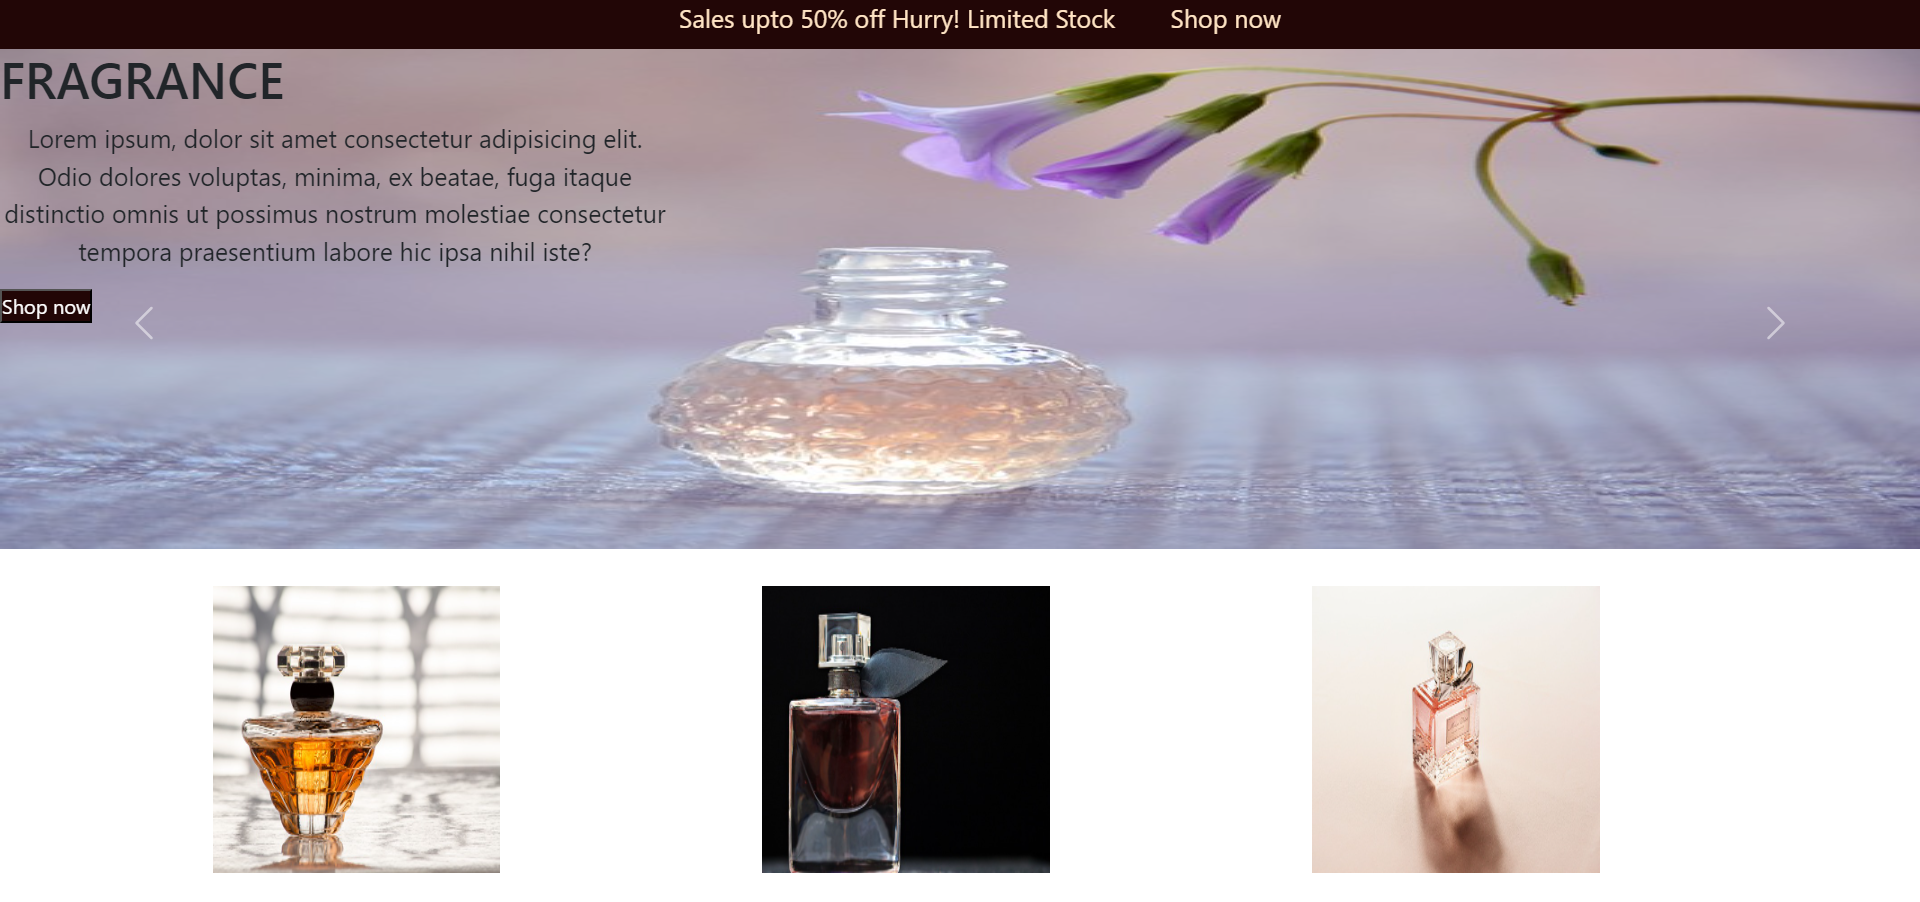 Sales upto 50% off Hurry! Limited Stock Shop now
FRAGRANCE
Lorem ipsum, dolor sit amet consectetur adipisicing elit.
Odio dolores voluptas, minima, ex beatae, fuga itaque
distinctio omnis ut possimus nostrum molestiae consectetur
tempora praesentium labore hic ipsa nihil iste?
Shop now